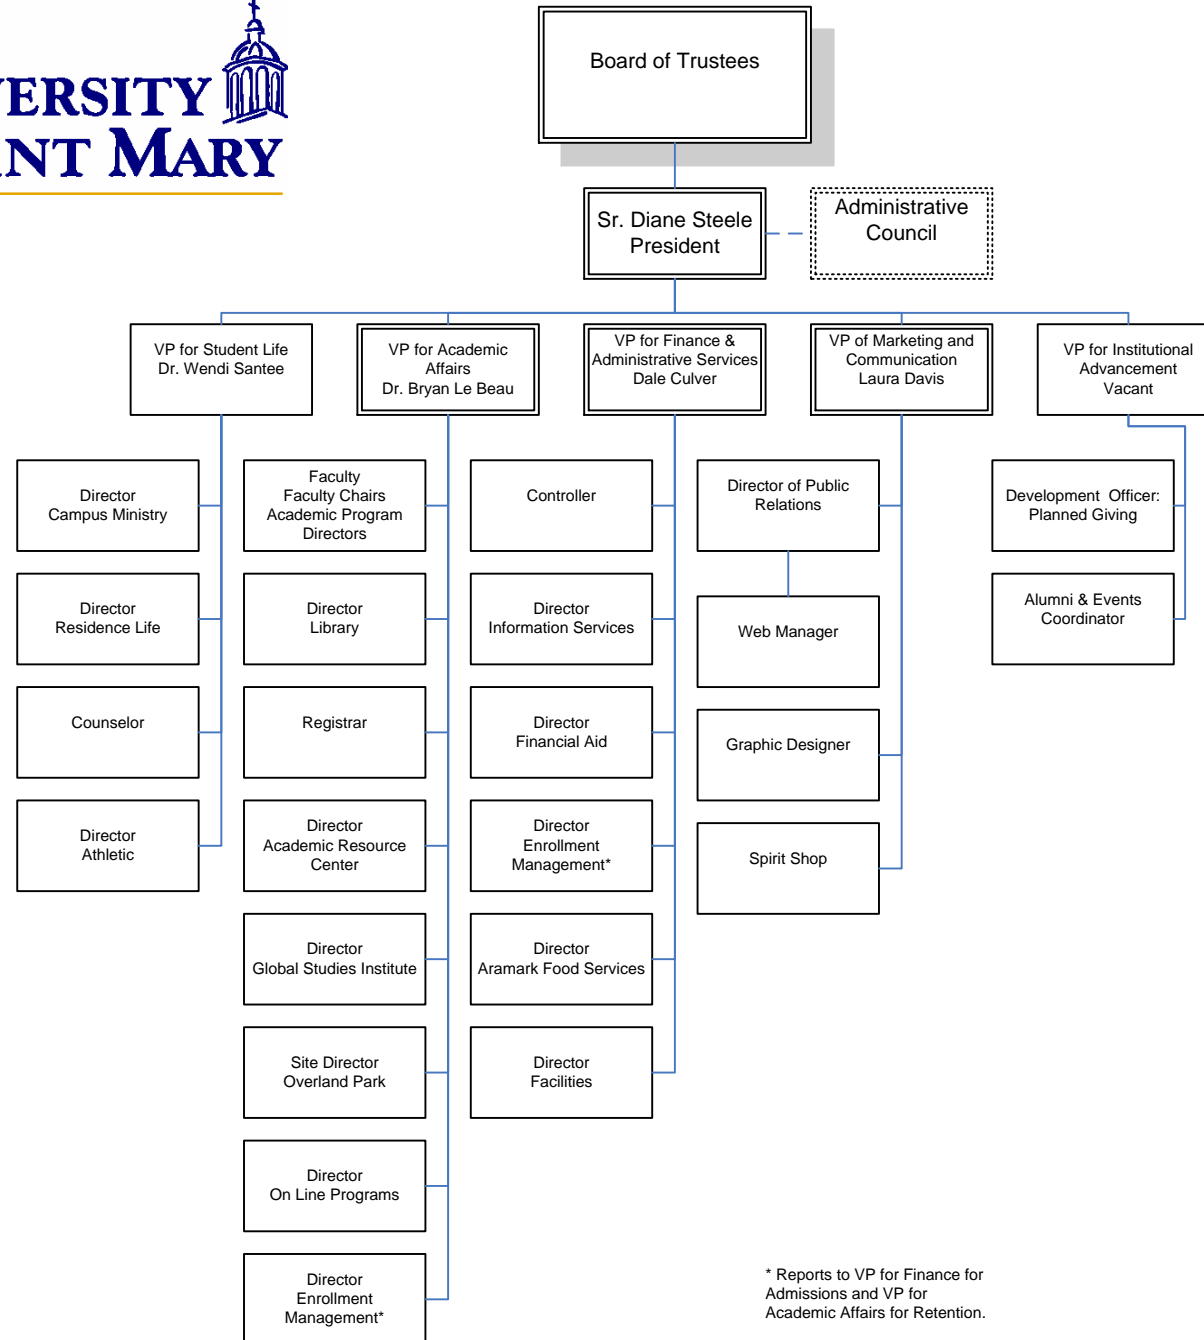 VERSITY
NT MARY
Board of Trustees
Sr. Diane Steele
President
Administrative
Council
VP for Student Life
Dr. Wendi Santee
VP for Academic
Affairs
Dr. Bryan Le Beau
VP for Finance &
Administrative Services
Dale Culver
VP of Marketing and
Communication
Laura Davis
VP for Institutional
Advancement
Vacant
Director
Campus Ministry
Director
Residence Life
Counselor
Director
Athletic
Faculty
Faculty Chairs
Academic Program
Directors
Director
Library
Registrar
Director
Academic Resource
Center
Director
Global Studies Institute
Site Director
Overland Park
Director
On Line Programs
Director
Enrollment
Management*
Controller
Director
Information Services
Director
Financial Aid
Director
Enrollment
Management*
Director
Aramark Food Services
Director
Facilities
Director of Public
Relations
Web Manager
Graphic Designer
Spirit Shop
Development Officer:
Planned Giving
Alumni & Events
Coordinator
* Reports to VP for Finance for
Admissions and VP for
Academic Affairs for Retention.